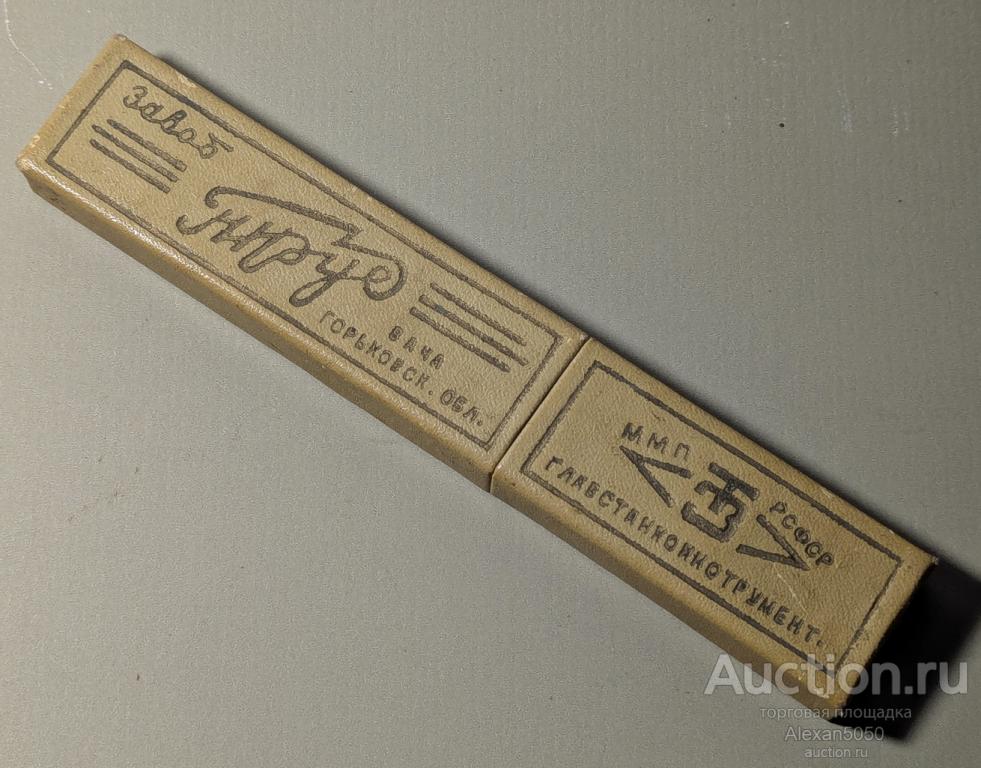 Завод
Труд
ВАЧА
ГОРЬКОВСК. ОБЛ.
ММП РСФСР
ГЛАВСТАНКОИНСТРУМЕНТ.
Auction.ru
торговая площадка
Alexan5050
auction.ru